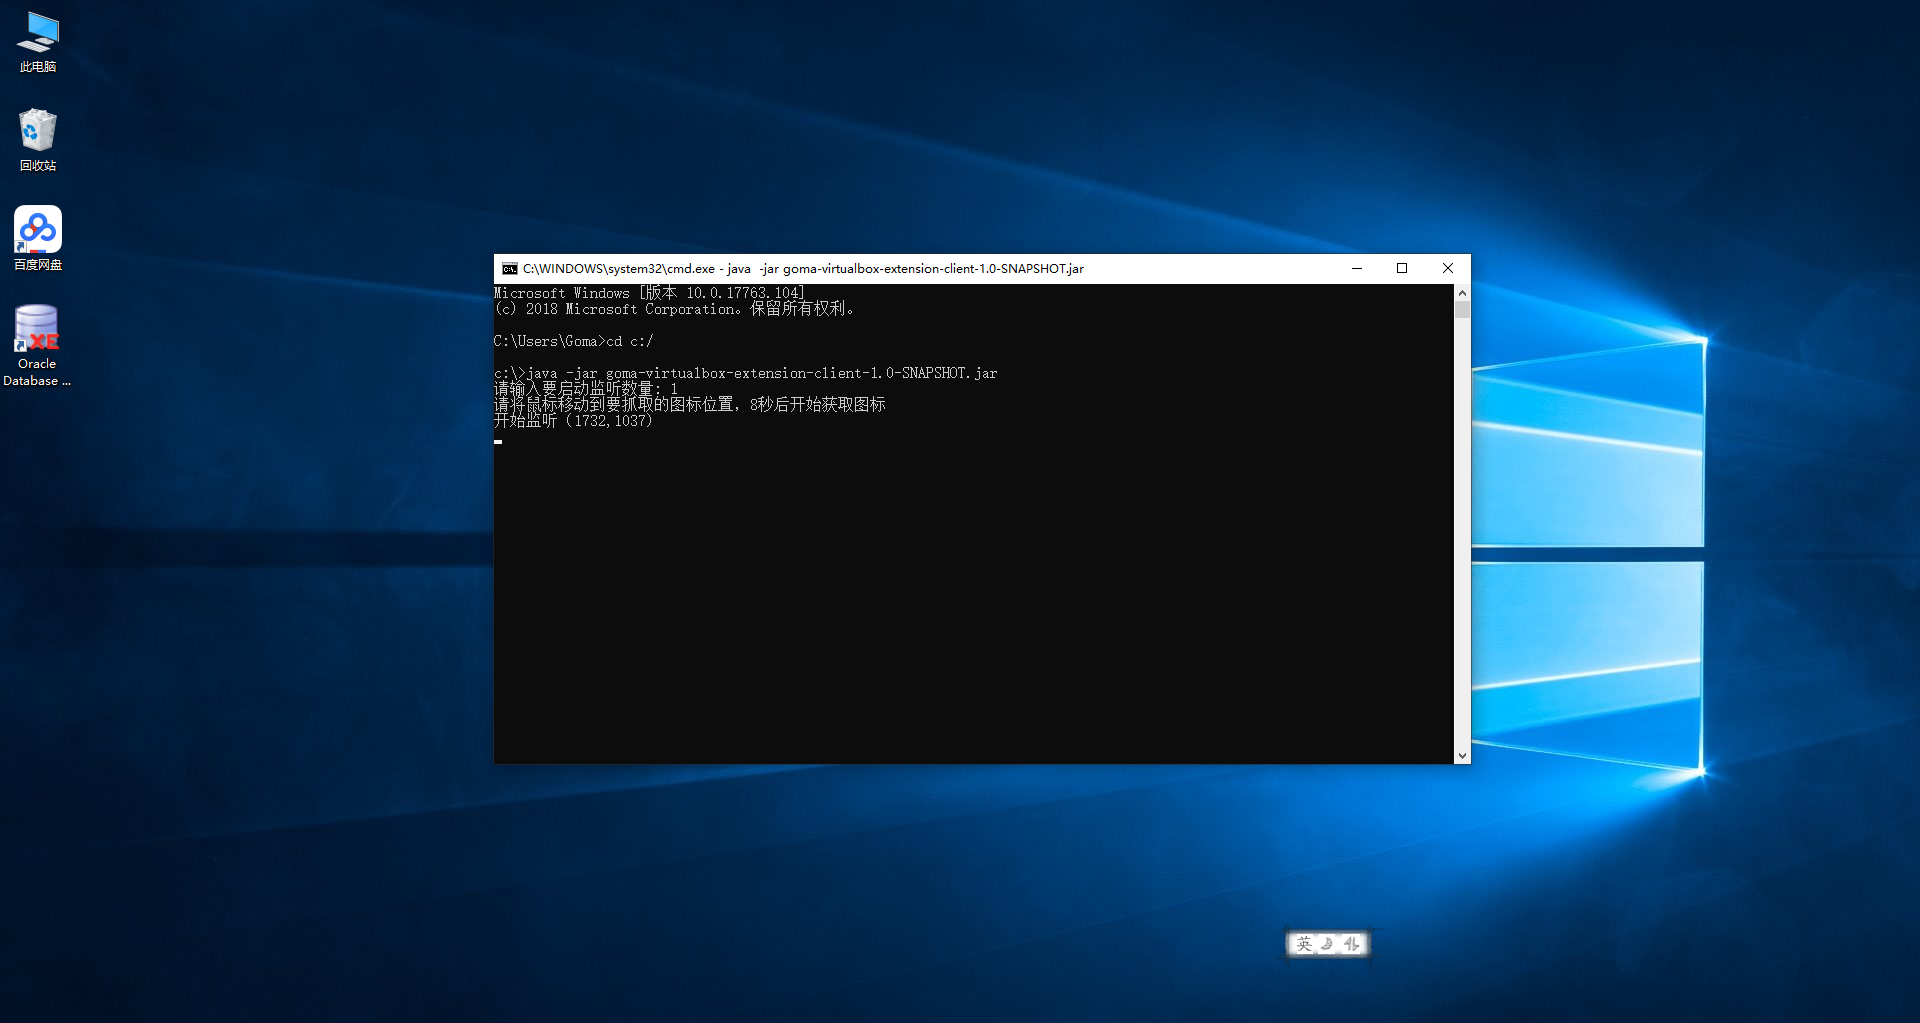 此电脑
回收站
百度网盘
XE
Oracle
Database ...
C:\WINDOWS\system32\cmd.exe - java  -jar goma-virtualbox-extension-client-1.0-SNAPSHOT.jar
Microsoft Windows [版本 10.0.17763.104]
(c) 2018 Microsoft Corporation。保留所有权利。
C:\Users\Goma>cd c:/
c:\>java -jar goma-virtualbox-extension-client-1.0-SNAPSHOT.jar
请输入要启动监听数量: 1
请将鼠标移动到要抓取的图标位置，8秒后开始获取图标
开始监听（1732,1037）
英